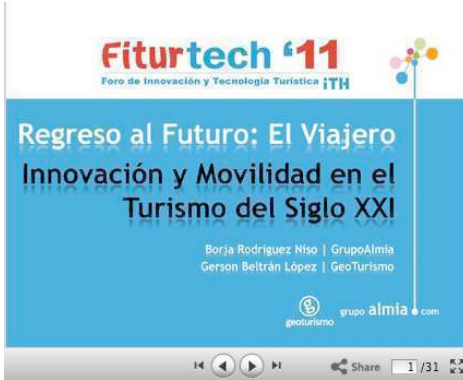 Fiturtech ‘11
Foro de Innovación y Tecnología Turística iTH
Regreso al Futuro: El Viajero
Innovación y Movilidad en el
Turismo del Siglo XXI
Borja Rodríguez Niso | GrupoAlmia
Gerson Beltrán López | GeoTurismo
geoturismo
grupo almia com
Share 1 /31